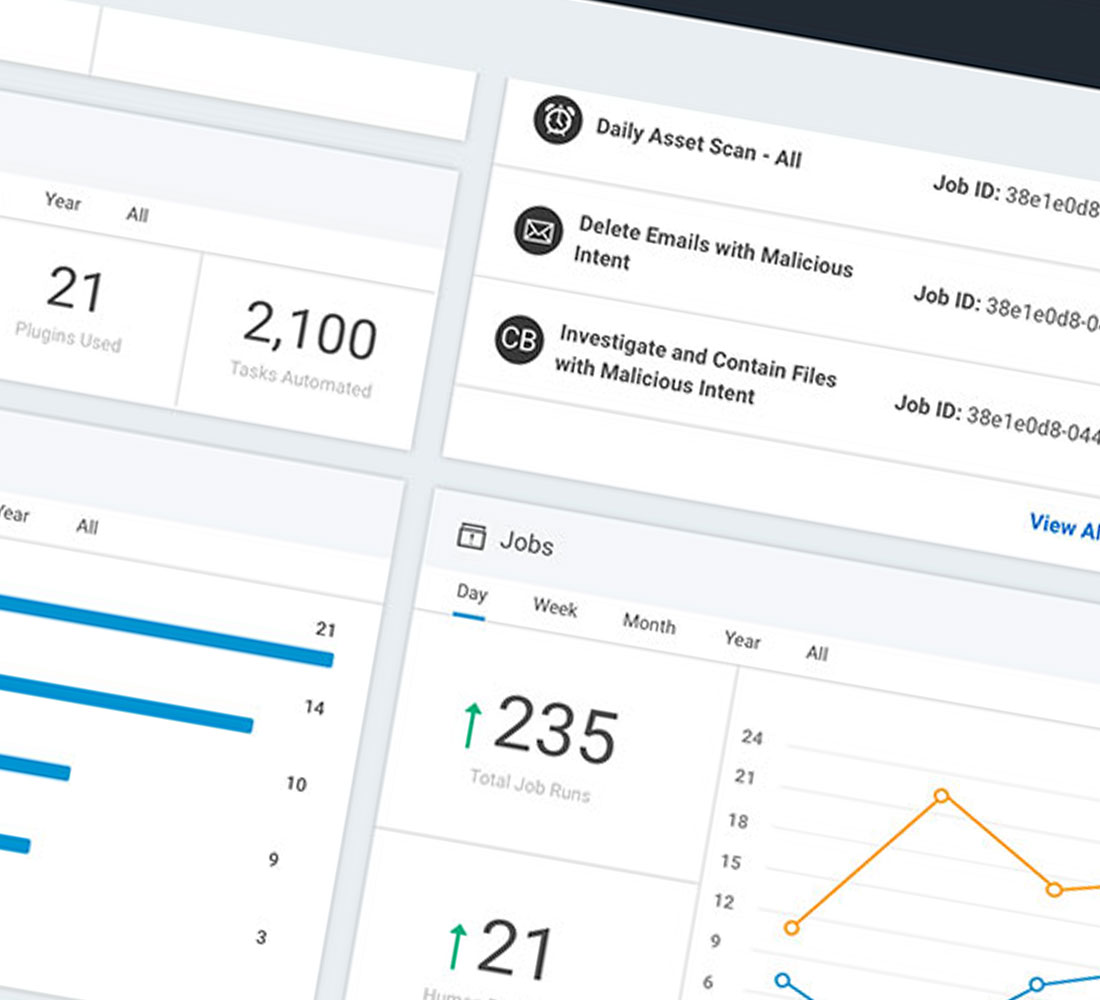 Daily Asset Scan - All
Job ID: 38e1e0d8
Delete Emails with Malicious
Intent
Job ID: 38e1e0d8-0
CB
Investigate and Contain Files
with Malicious Intent
Job ID: 38e1e0d8-044
View Al
Year All
21
Plugins Used
2,100
Tasks Automated
Year All
21
14
10
9
3
Jobs
Day Week Month Year All
235
Total Job Runs
21
24
21
18
15
12
9
6